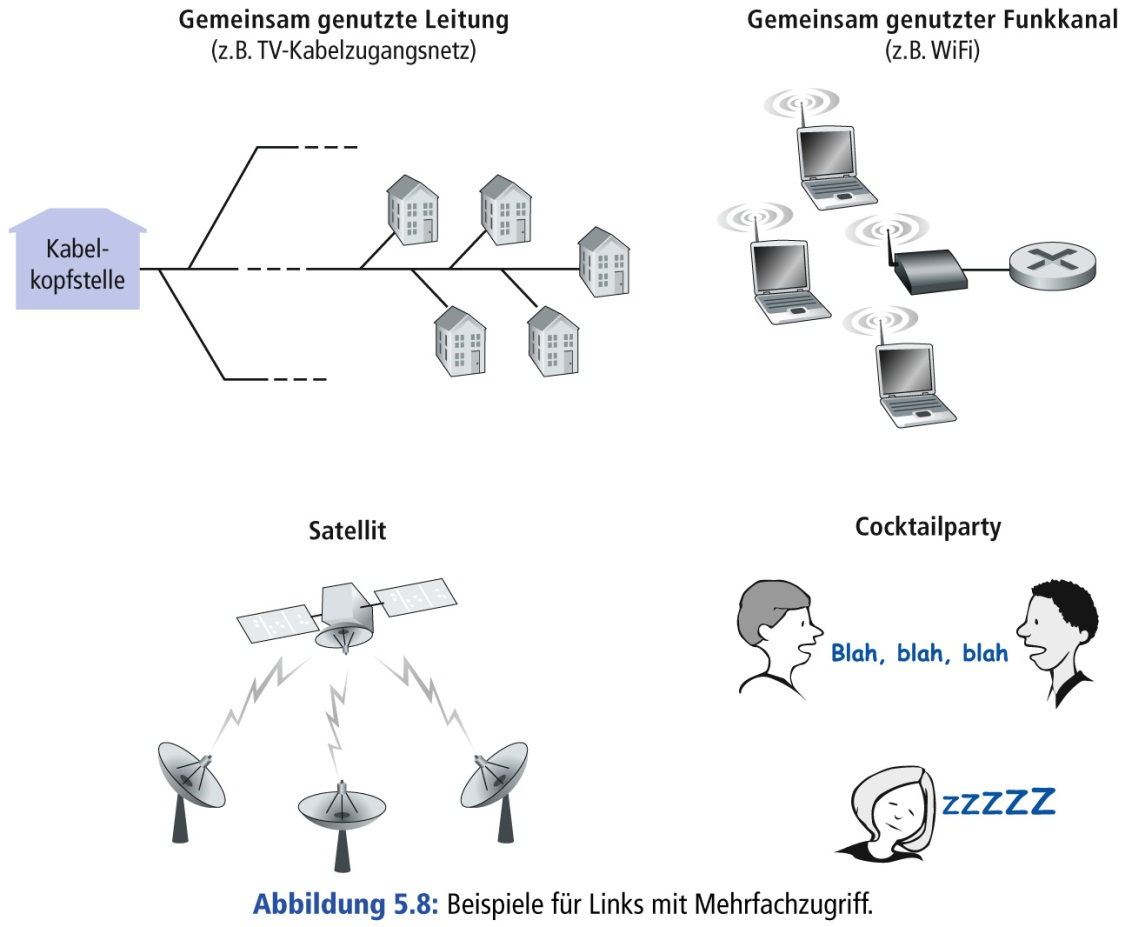 Gemeinsam genutzte Leitung
(z.B. TV-Kabelzugangsnetz)
Gemeinsam genutzter Funkkanal
(z.B. WiFi)
Kabel-
kopfstelle
Satellit
Cocktailparty
Blah, blah, blah
zzzzz
Abbildung 5.8: Beispiele für Links mit Mehrfachzugriff.